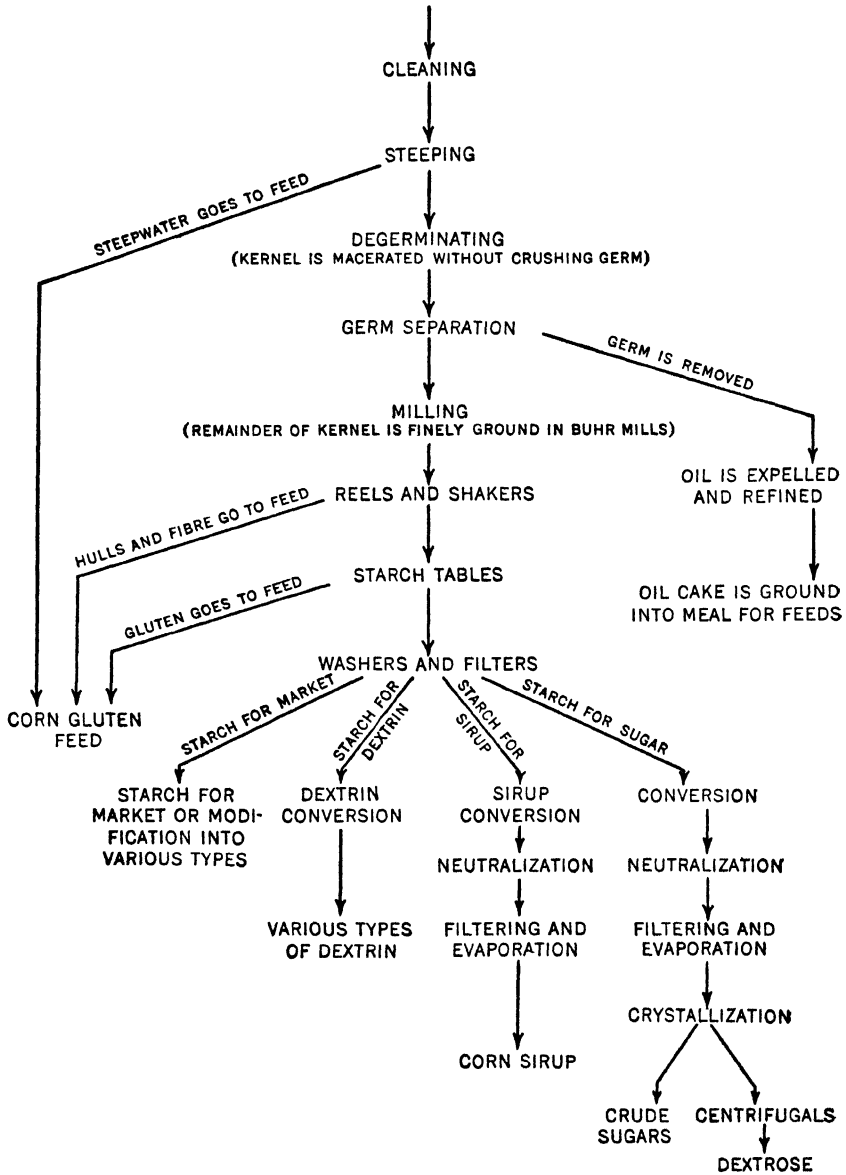 CLEANING
STEEPING
STEEPWATER GOES TO FEED
DEGERMINATING
(KERNEL IS MACERATED WITHOUT CRUSHING GERM)
GERM SEPARATION
GERM IS REMOVED
MILLING
(REMAINDER OF KERNEL IS FINELY GROUND IN BUHR MILLS)
OIL IS EXPELLED
AND REFINED
REELS AND SHAKERS
HULLS AND FIBRE GO TO FEED
STARCH TABLES
OIL CAKE IS GROUND
INTO MEAL FOR FEEDS
GLUTEN GOES TO FEED
WASHERS AND FILTERS
CORN GLUTEN
FEED
STARCH FOR MARKET
STARCH FOR
DEXTRIN
STARCH FOR
SIRUP
STARCH FOR SUGAR
STARCH FOR
MARKET OR MODI-
FICATION INTO
VARIOUS TYPES
DEXTRIN
CONVERSION
VARIOUS TYPES
OF DEXTRIN
SIRUP
CONVERSION
NEUTRALIZATION
FILTERING AND
EVAPORATION
CORN SIRUP
CONVERSION
NEUTRALIZATION
FILTERING AND
EVAPORATION
CRYSTALLIZATION
CRUDE
SUGARS
CENTRIFUGALS
DEXTROSE